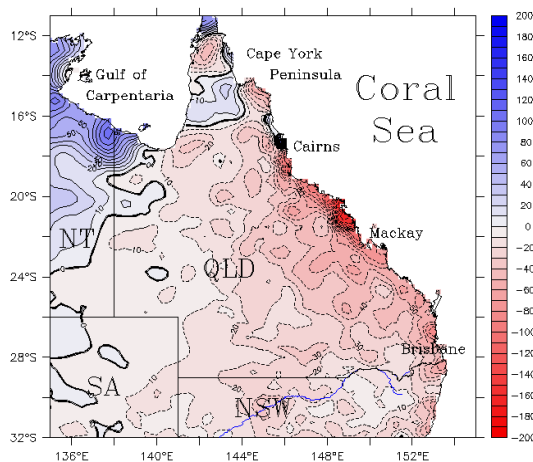 12°S
16°S
20°S
24°S
28°S
32°S
136°E
140°E
144°E
148°E
152°E
Gulf of
Carpentaria
Cape York
Peninsula
Coral
Sea
Cairns
Mackay
NT
QLD
Brisbane
SA
NSW
200
180
160
140
120
100
80
60
40
20
0
-20
-40
-60
-80
-100
-120
-140
-160
-180
-200